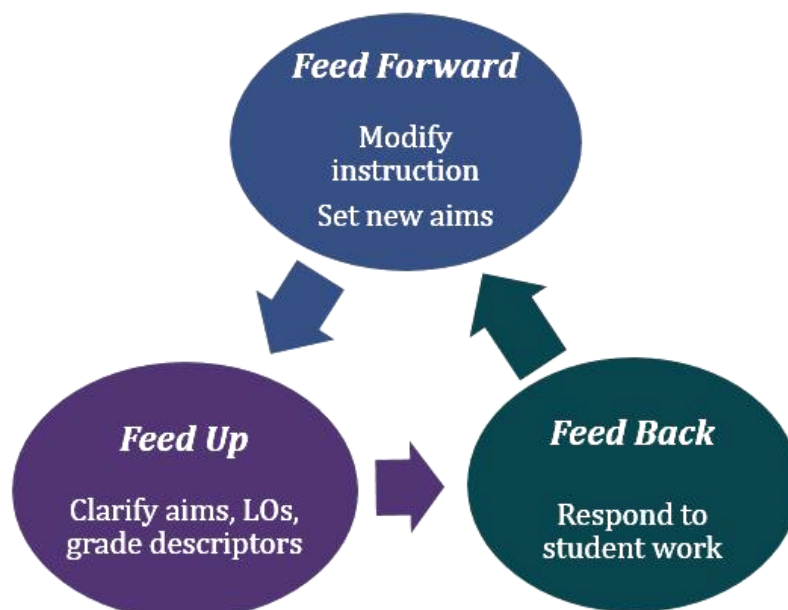 Feed Forward
Modify
instruction
Set new aims
Feed Up
Clarify aims, LOs,
grade descriptors
Feed Back
Respond to
student work